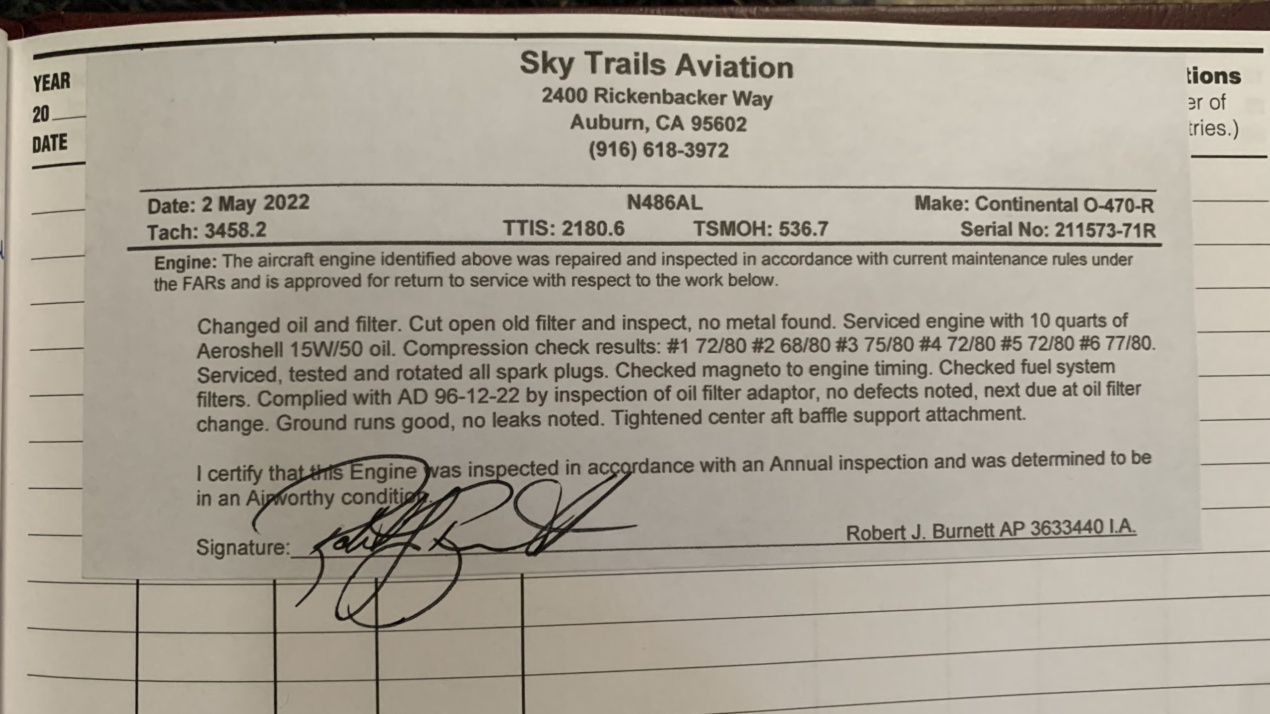 YEAR
20
DATE
Sky Trails Aviation
2400 Rickenbacker Way
Auburn, CA 95602
(916) 618-3972
tions
er of
tries.)
Date: 2 May 2022 N486AL Make: Continental O-470-R
Tach: 3458.2 TTIS: 2180.6 TSMOH: 536.7 Serial No: 211573-71R
Engine: The aircraft engine identified above was repaired and inspected in accordance with current maintenance rules under
the FARs and is approved for return to service with respect to the work below.
Changed oil and filter. Cut open old filter and inspect, no metal found. Serviced engine with 10 quarts of
Aeroshell 15W/50 oil. Compression check results: #1 72/80 #2 68/80 #3 75/80 #4 72/80 #5 72/80 #6 77/80.
Serviced, tested and rotated all spark plugs. Checked magneto to engine timing. Checked fuel system
filters. Complied with AD 96-12-22 by inspection of oil filter adaptor, no defects noted, next due at oil filter
change. Ground runs good, no leaks noted. Tightened center aft baffle support attachment.
I certify that this Engine was inspected in accordance with an Annual inspection and was determined to be
in an Airworthy condition.
Signature: Robert J. Burnett AP 3633440 I.A.